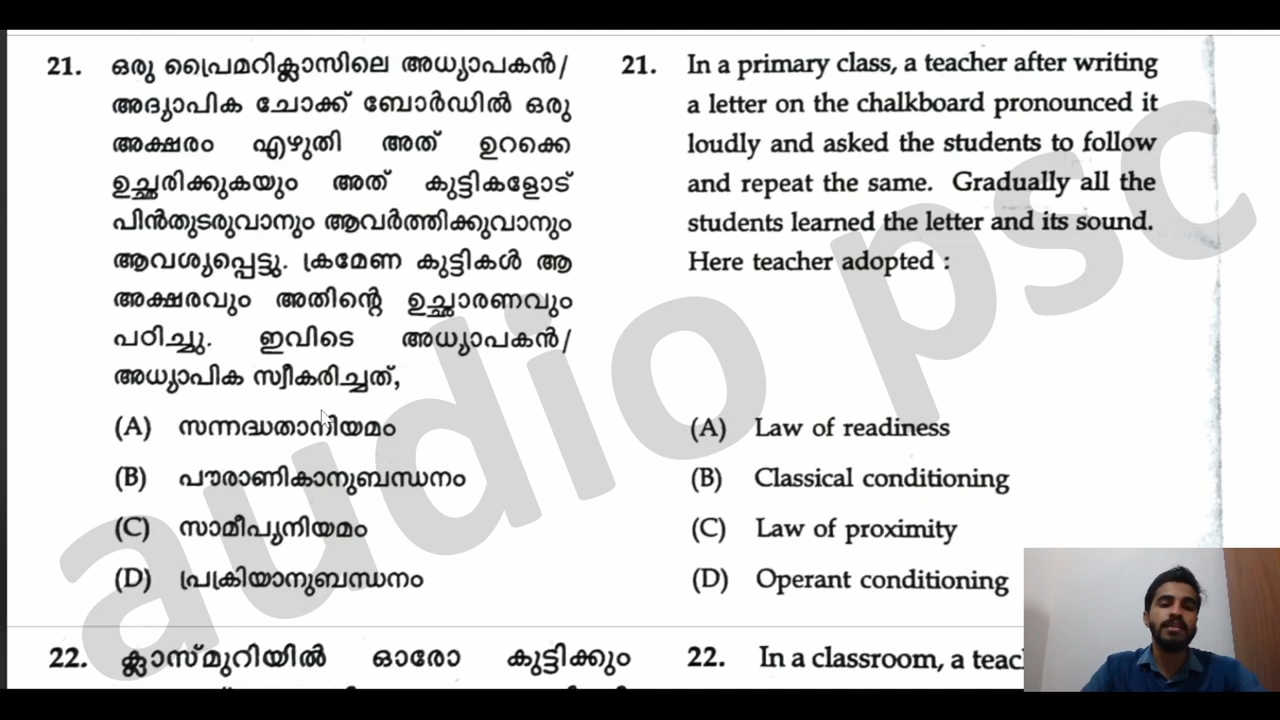 21. ഒരു പ്രൈമറിക്ലാസിലെ അധ്യാപകൻ/
അദ്യാപിക ചോക്ക് ബോർഡിൽ ഒരു
അക്ഷരം എഴുതി അത് ഉറക്കെ
ഉച്ഛരിക്കുകയും അത് കുട്ടികളോട്
പിൻതുടരുവാനും ആവർത്തിക്കുവാനും
ആവശ്യപ്പെട്ടു. ക്രമേണ കുട്ടികൾ ആ
അക്ഷരവും അതിന്റെ ഉച്ഛാരണവും
പഠിച്ചു. ഇവിടെ അധ്യാപകൻ/
അധ്യാപിക സ്വീകരിച്ചത്,
(A) സന്നദ്ധതാനിയമം
(B) പൗരാണികാനുബന്ധനം
(C) സാമീപ്യനിയമം
(D) പ്രക്രിയാനുബന്ധനം
22. ക്ലാസ്മുറിയിൽ ഓരോ കുട്ടിക്കും
21. In a primary class, a teacher after writing
a letter on the chalkboard pronounced it
loudly and asked the students to follow
and repeat the same. Gradually all the
students learned the letter and its sound.
Here teacher adopted :
(A) Law of readiness
(B) Classical conditioning
(C) Law of proximity
(D) Operant conditioning
22. In a classroom, a
audio psc